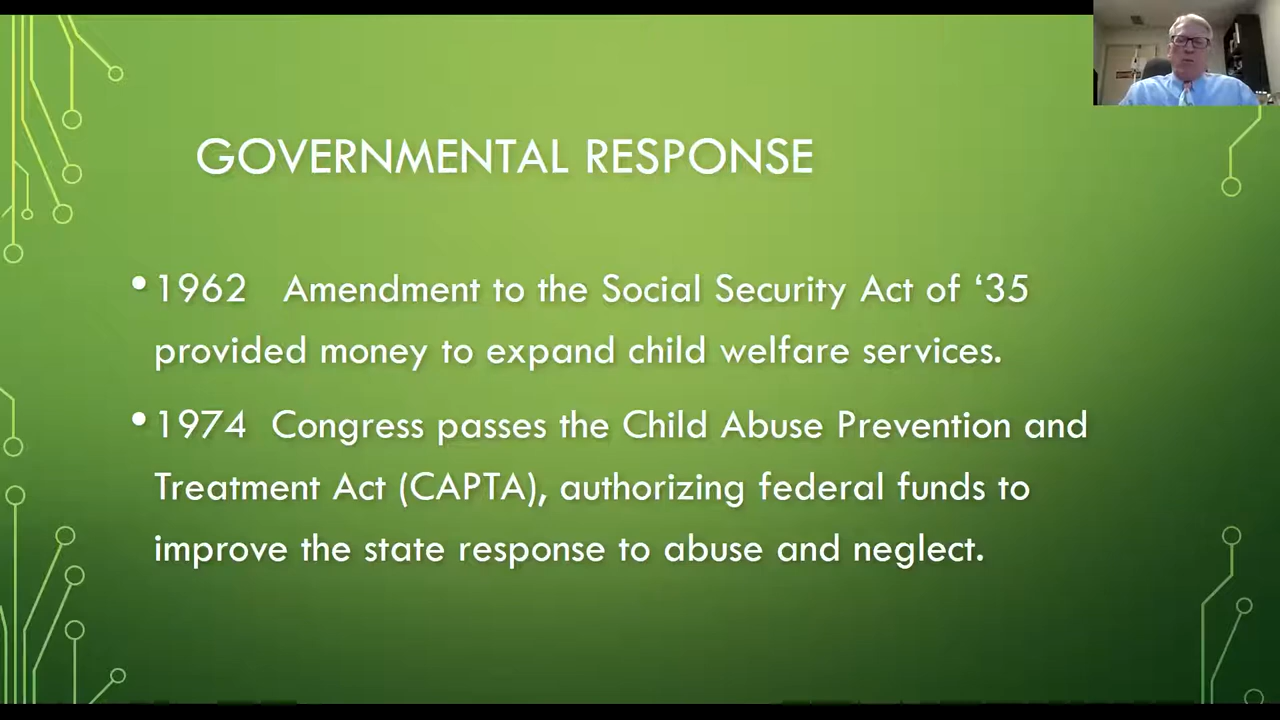 GOVERNMENTAL RESPONSE
• 1962 Amendment to the Social Security Act of ‘35
provided money to expand child welfare services.
• 1974 Congress passes the Child Abuse Prevention and
Treatment Act (CAPTA), authorizing federal funds to
improve the state response to abuse and neglect.